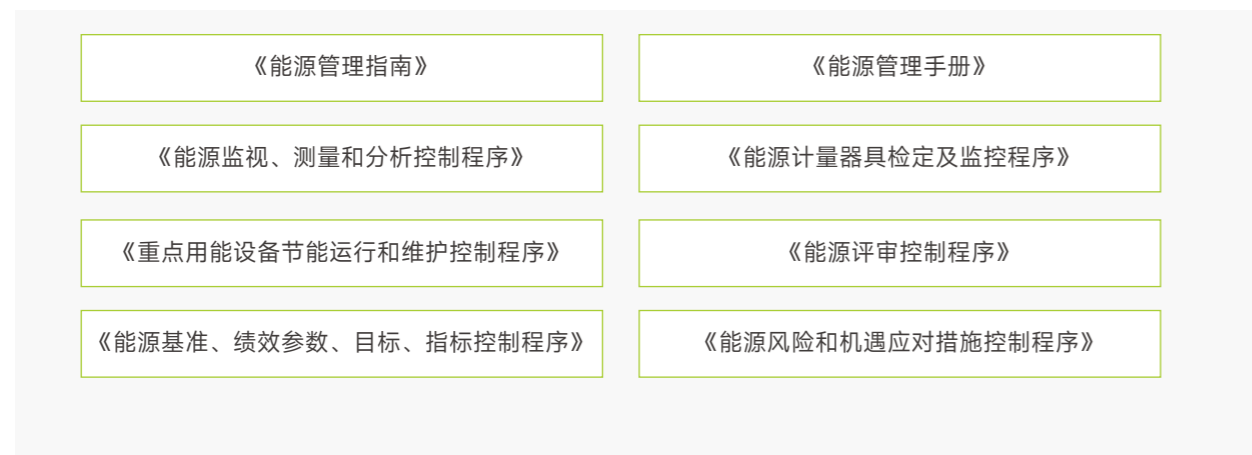 《能源管理指南》
《能源管理手册》
《能源监视、测量和分析控制程序》
《能源计量器具检定及监控程序》
《重点用能设备节能运行和维护控制程序》
《能源评审控制程序》
《能源基准、绩效参数、目标、指标控制程序》
《能源风险和机遇应对措施控制程序》